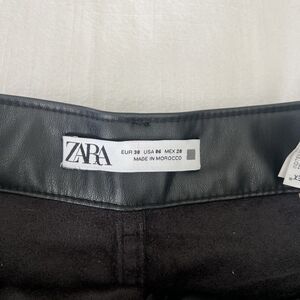 ZARA
EUR 38 USA 06 MEX 28
MADE IN MOROCCO